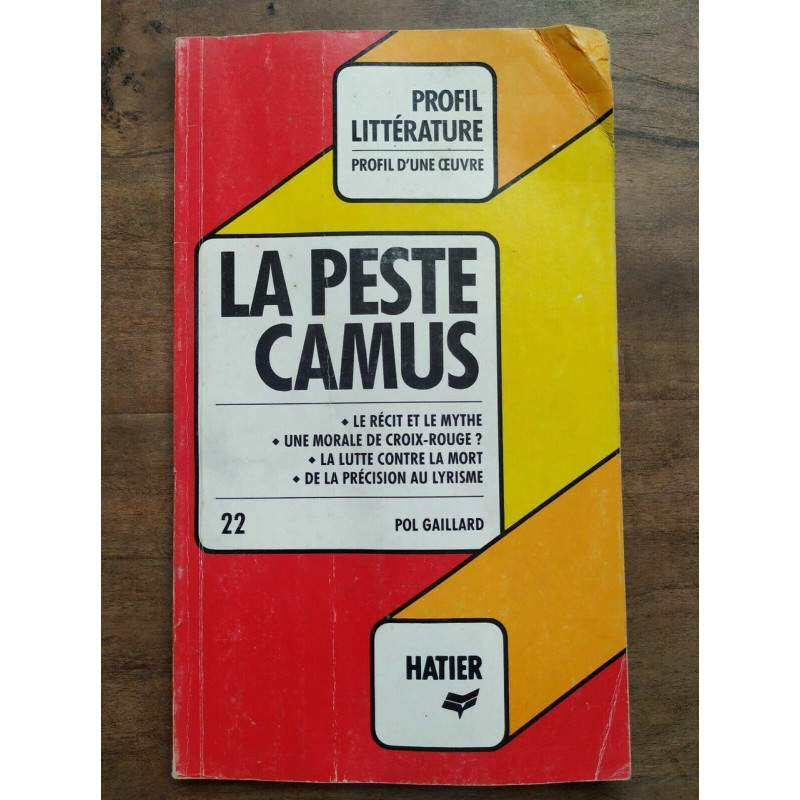 PROFIL
LITTÉRATURE
PROFIL D'UNE ŒUVRE
LA PESTE
CAMUS
◆ LE RÉCIT ET LE MYTHE
◆ UNE MORALE DE CROIX-ROUGE ?
◆ LA LUTTE CONTRE LA MORT
◆ DE LA PRÉCISION AU LYRISME
22 POL GAILLARD
HATIER